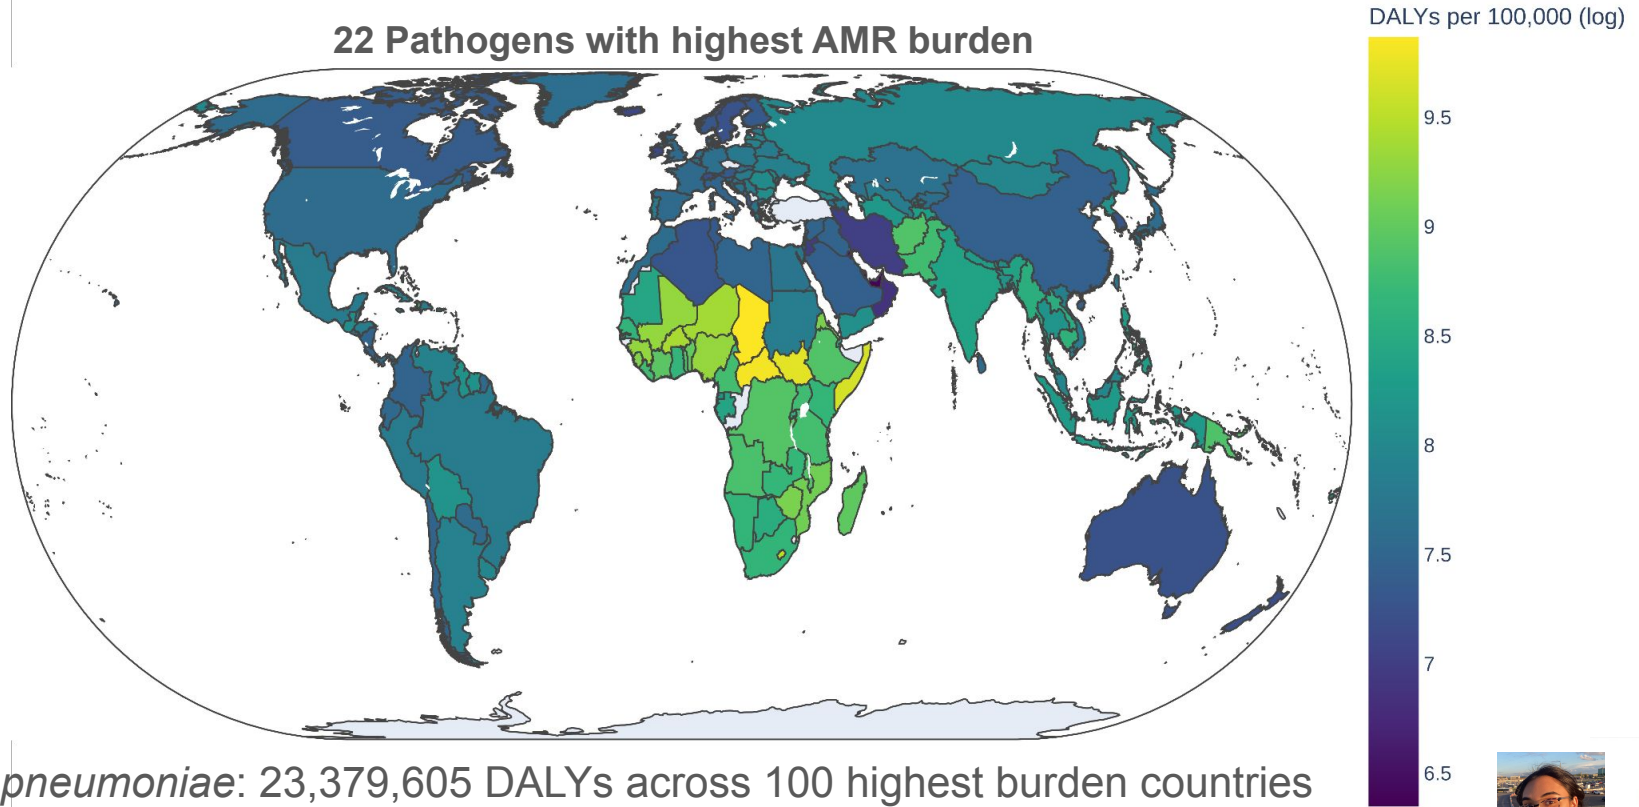 DALYs per 100,000 (log)
22 Pathogens with highest AMR burden
9.5
9
8.5
8
7.5
7
6.5
pneumoniae: 23,379,605 DALYs across 100 highest burden countries